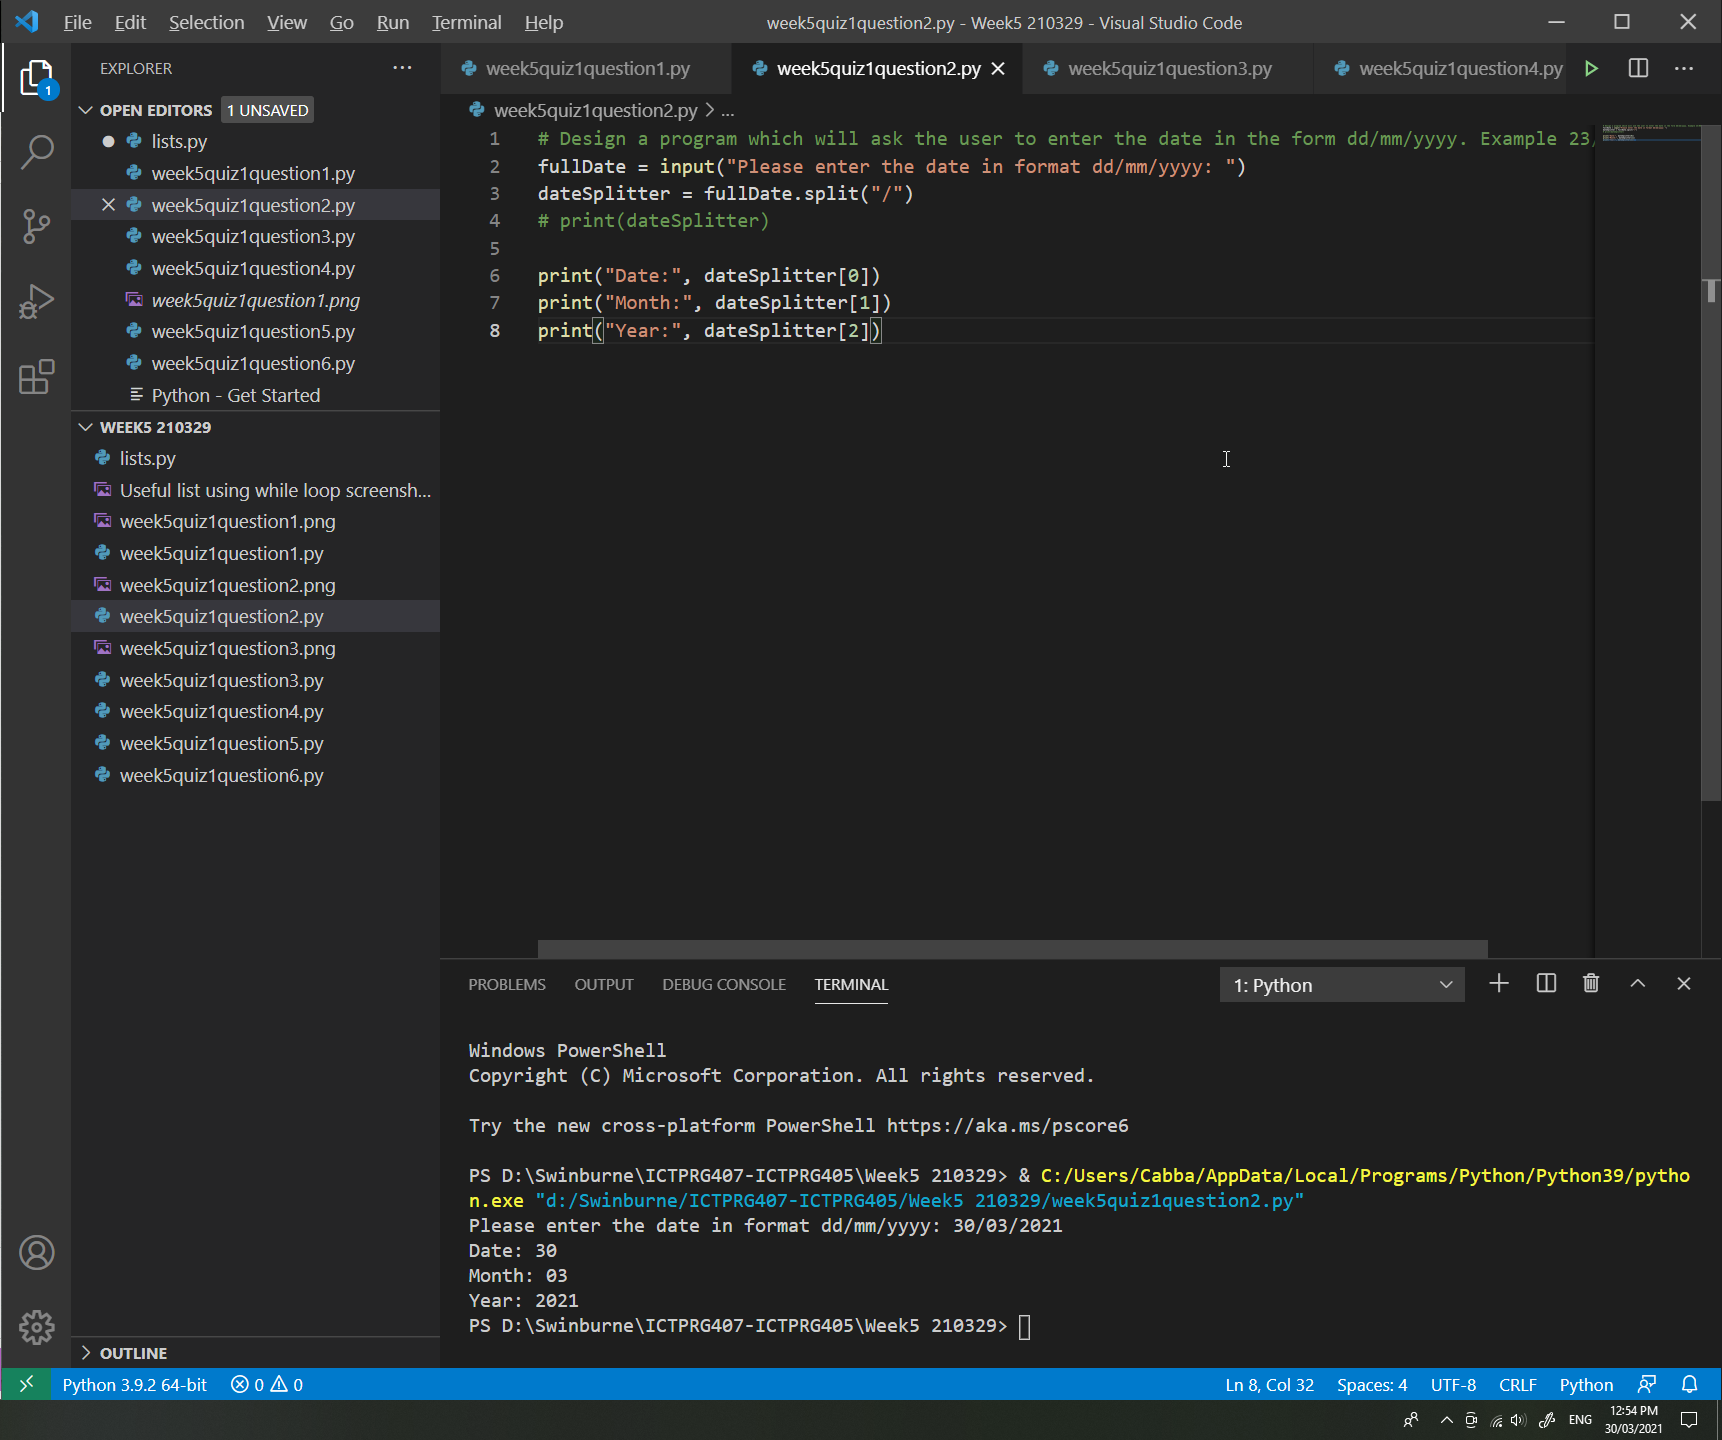 File Edit Selection View Go Run Terminal Help
week5quiz1question2.py - Week5 210329 - Visual Studio Code
EXPLORER
week5quiz1question1.py
week5quiz1question2.py
week5quiz1question3.py
week5quiz1question4.py
1
OPEN EDITORS 1 UNSAVED
lists.py
week5quiz1question1.py
week5quiz1question2.py
week5quiz1question3.py
week5quiz1question4.py
week5quiz1question1.png
week5quiz1question5.py
week5quiz1question6.py
Python - Get Started
WEEK5 210329
lists.py
Useful list using while loop screensh...
week5quiz1question1.png
week5quiz1question1.py
week5quiz1question2.png
week5quiz1question2.py
week5quiz1question3.png
week5quiz1question3.py
week5quiz1question4.py
week5quiz1question5.py
week5quiz1question6.py
OUTLINE
week5quiz1question2.py > ...
1 # Design a program which will ask the user to enter the date in the form dd/mm/yyyy. Example 23/
2 fullDate = input("Please enter the date in format dd/mm/yyyy: ")
3 dateSplitter = fullDate.split("/")
4 # print(dateSplitter)
5
6 print("Date:", dateSplitter[0])
7 print("Month:", dateSplitter[1])
8 print("Year:", dateSplitter[2])
PROBLEMS OUTPUT DEBUG CONSOLE TERMINAL
1: Python
Windows PowerShell
Copyright (C) Microsoft Corporation. All rights reserved.
Try the new cross-platform PowerShell https://aka.ms/pscore6
PS D:\Swinburne\ICTPRG407-ICTPRG405\Week5 210329> & C:/Users/Cabba/AppData/Local/Programs/Python/Python39/pytho
n.exe "d:/Swinburne/ICTPRG407-ICTPRG405/Week5 210329/week5quiz1question2.py"
Please enter the date in format dd/mm/yyyy: 30/03/2021
Date: 30
Month: 03
Year: 2021
PS D:\Swinburne\ICTPRG407-ICTPRG405\Week5 210329>
Python 3.9.2 64-bit 0 0
Ln 8, Col 32 Spaces: 4 UTF-8 CRLF Python
ENG
12:54 PM
30/03/2021